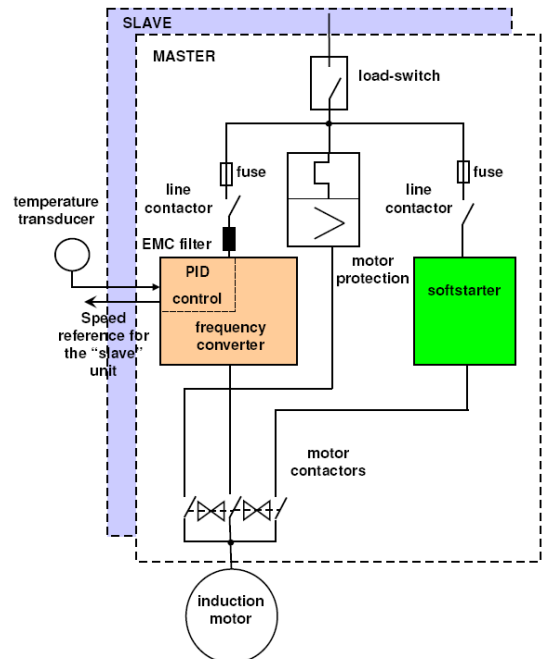 SLAVE
MASTER
load-switch
fuse
fuse
line
contactor
line
contactor
temperature
transducer
EMC filter
motor
protection
PID
control
frequency
converter
softstarter
Speed
reference for
the “slave”
unit
motor
contactors
induction
motor